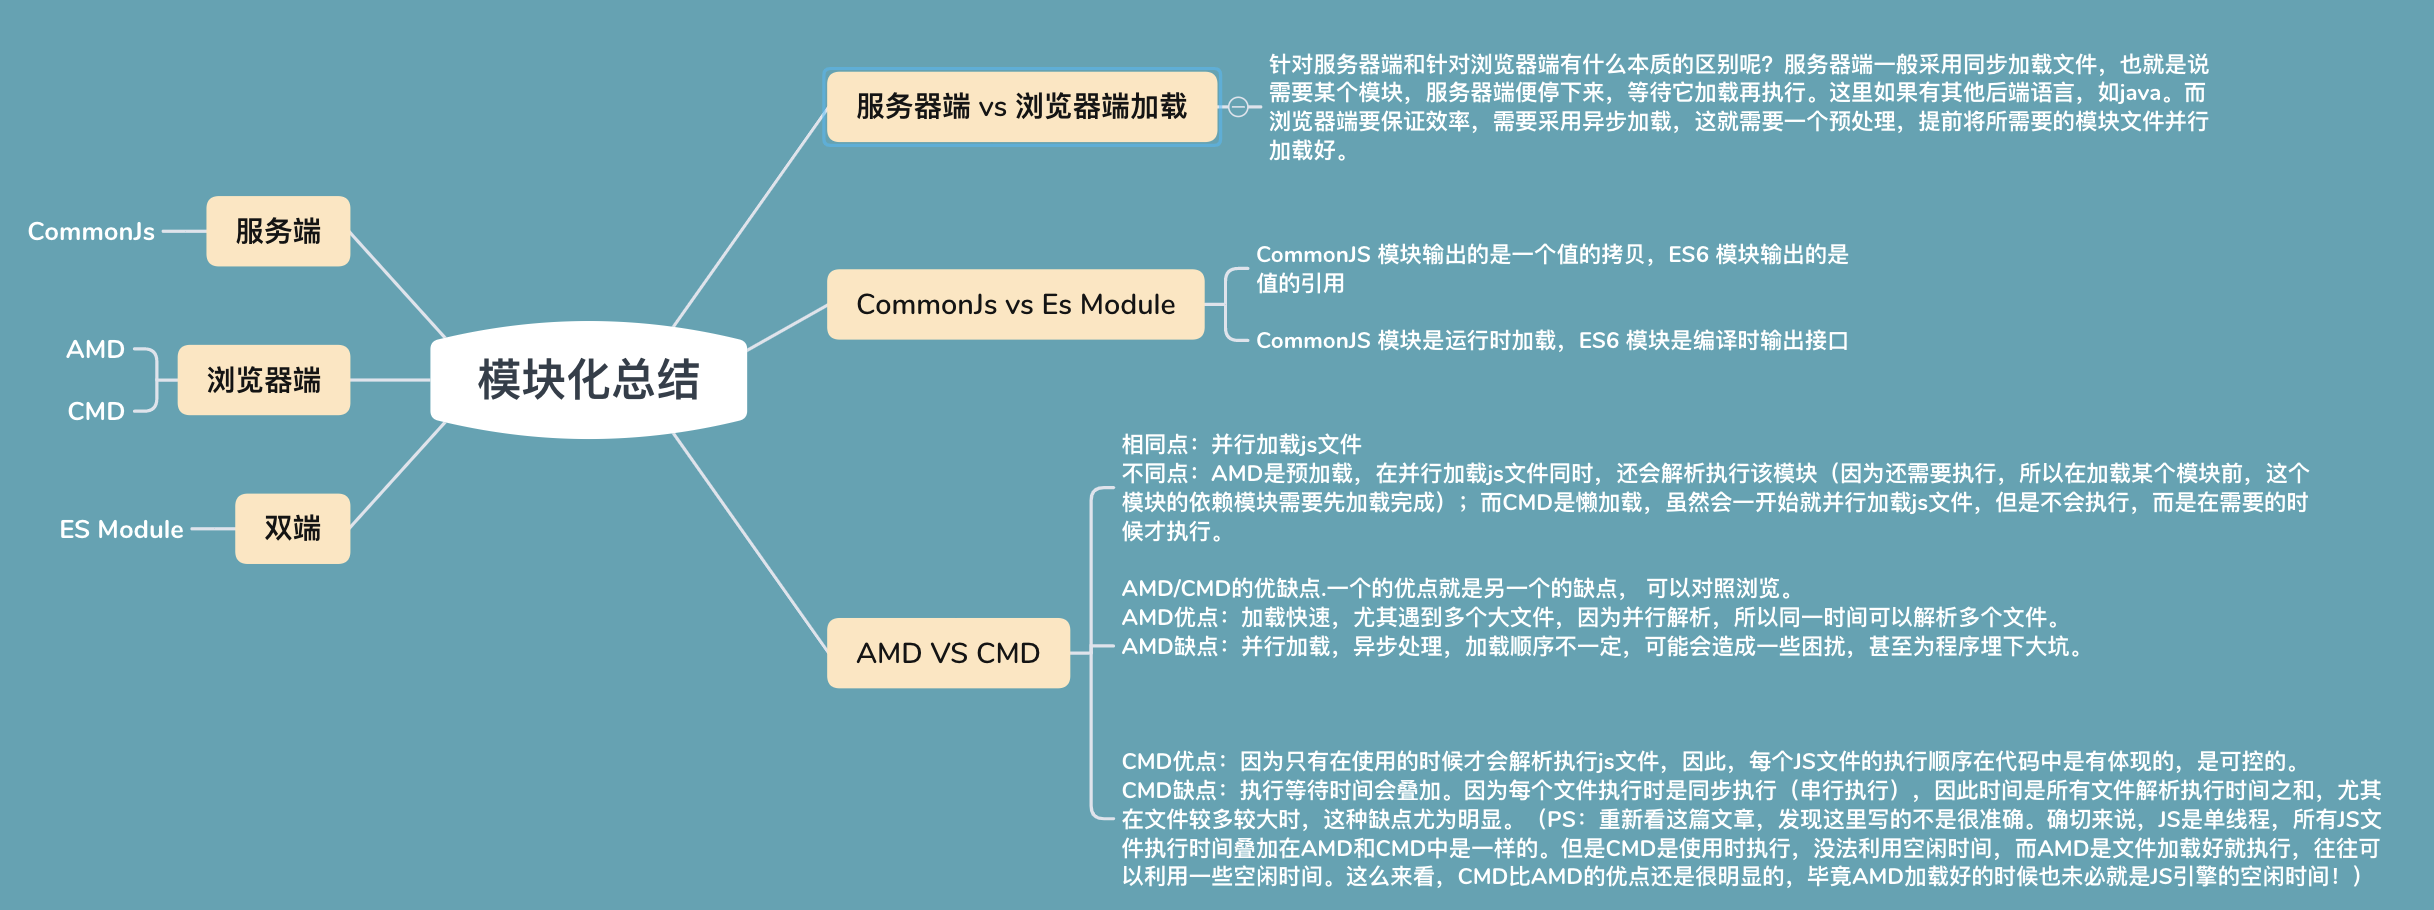 模块化总结
服务端
CommonJs
浏览器端
AMD
CMD
双端
ES Module
服务器端 vs 浏览器端加载
针对服务器端和针对浏览器端有什么本质的区别呢？服务器端一般采用同步加载文件，也就是说
需要某个模块，服务器端便停下来，等待它加载再执行。这里如果有其他后端语言，如java。而
浏览器端要保证效率，需要采用异步加载，这就需要一个预处理，提前将所需要的模块文件并行
加载好。
CommonJs vs Es Module
CommonJS 模块输出的是一个值的拷贝，ES6 模块输出的是
值的引用
CommonJS 模块是运行时加载，ES6 模块是编译时输出接口
AMD VS CMD
相同点：并行加载js文件
不同点：AMD是预加载，在并行加载js文件同时，还会解析执行该模块（因为还需要执行，所以在加载某个模块前，这个
模块的依赖模块需要先加载完成）；而CMD是懒加载，虽然会一开始就并行加载js文件，但是不会执行，而是在需要的时
候才执行。
AMD/CMD的优缺点.一个的优点就是另一个的缺点， 可以对照浏览。
AMD优点：加载快速，尤其遇到多个大文件，因为并行解析，所以同一时间可以解析多个文件。
AMD缺点：并行加载，异步处理，加载顺序不一定，可能会造成一些困扰，甚至为程序埋下大坑。
CMD优点：因为只有在使用的时候才会解析执行js文件，因此，每个JS文件的执行顺序在代码中是有体现的，是可控的。
CMD缺点：执行等待时间会叠加。因为每个文件执行时是同步执行（串行执行），因此时间是所有文件解析执行时间之和，尤其
在文件较多较大时，这种缺点尤为明显。（PS：重新看这篇文章，发现这里写的不是很准确。确切来说，JS是单线程，所有JS文
件执行时间叠加在AMD和CMD中是一样的。但是CMD是使用时执行，没法利用空闲时间，而AMD是文件加载好就执行，往往可
以利用一些空闲时间。这么来看，CMD比AMD的优点还是很明显的，毕竟AMD加载好的时候也未必就是JS引擎的空闲时间！）